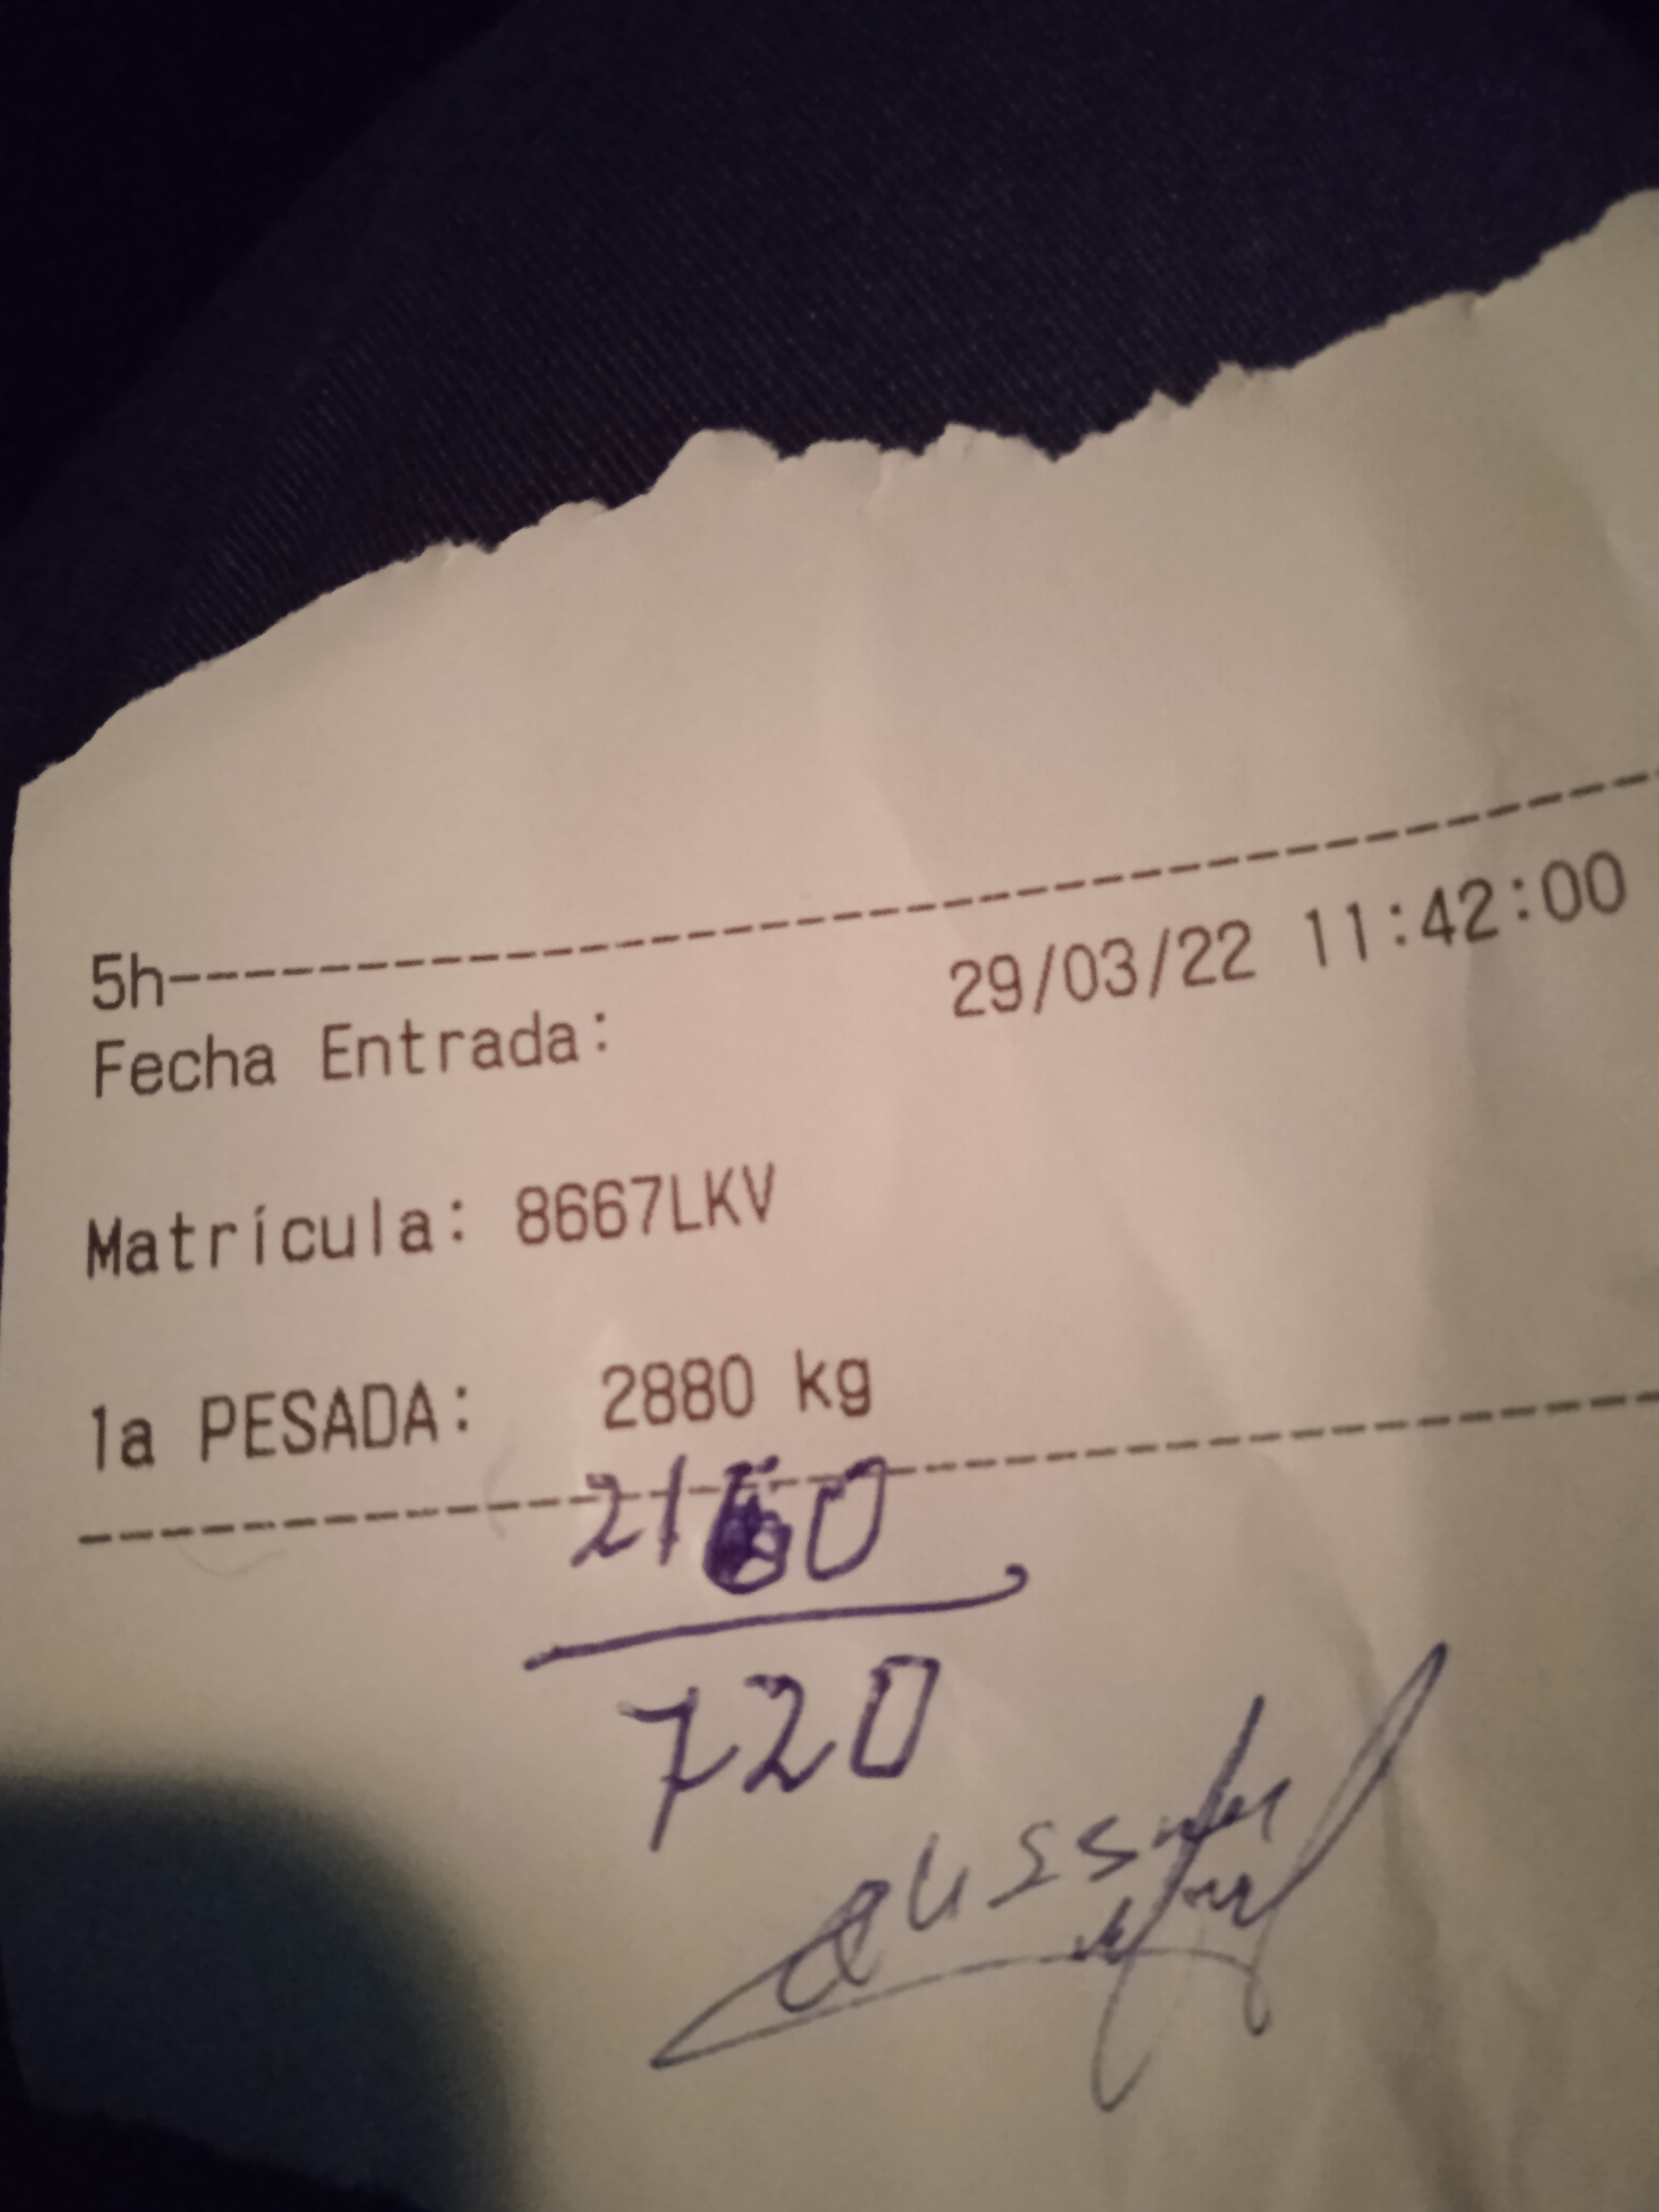 5h------------------------------------------
Fecha Entrada: 29/03/22 11:42:00
Matrícula: 8667LKV
1a PESADA: 2880 kg
2160
720